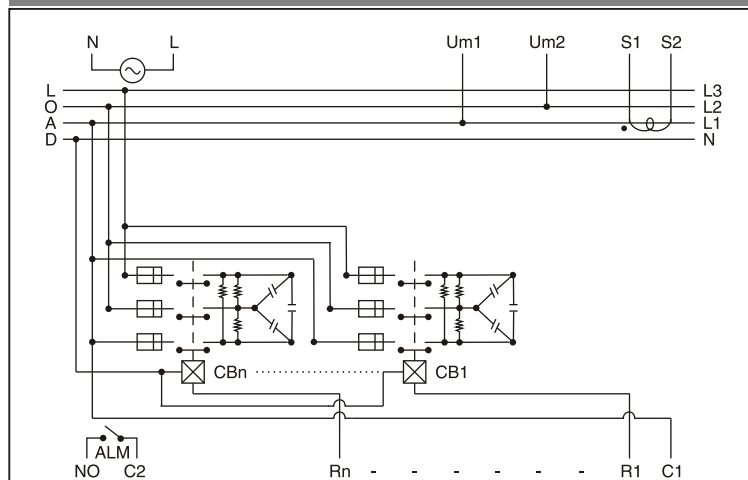 N L Um1 Um2 S1 S2
L L3
O L2
A L1
D N
CBn CB1
ALM
NO C2 Rn - - - - - - R1 C1